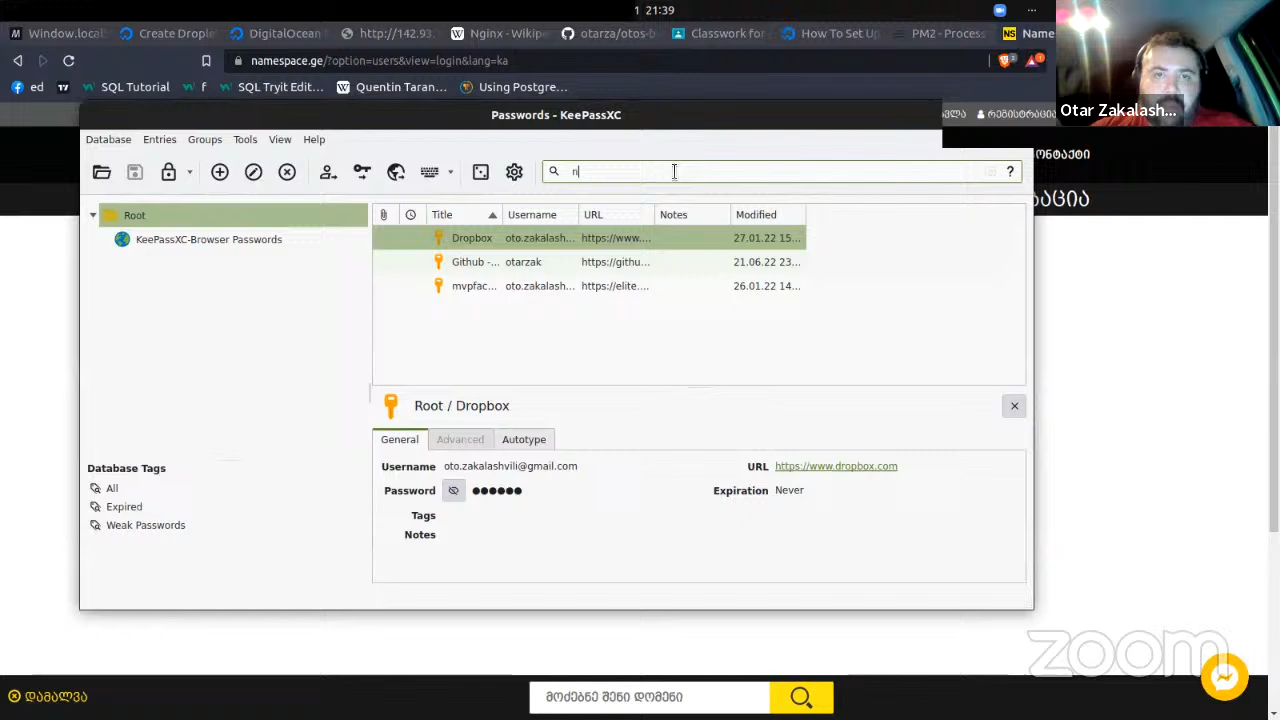 1 21:39
Window.local
Create Drople
DigitalOcean
http://142.93.
Nginx - Wikipe
otarza/otos-b
Classwork for
How To Set Up
PM2 - Process
NS Name
namespace.ge/?option=users&view=login&lang=ka
ed
SQL Tutorial
f
SQL Tryit Edit...
Quentin Taran...
Using Postgre...
Otar Zakalash...
Passwords - KeePassXC
რეგისტრაცია
Database Entries Groups Tools View Help
n
?
Root
KeePassXC-Browser Passwords
Title Username URL Notes Modified
Dropbox oto.zakalash... https://www.... 27.01.22 15...
Github -... otarzak https://githu... 21.06.22 23...
mvpfac... oto.zakalash... https://elite.... 26.01.22 14...
Root / Dropbox
General Advanced Autotype
Username oto.zakalashvili@gmail.com URL https://www.dropbox.com
Password ●●●●●● Expiration Never
Tags
Notes
Database Tags
All
Expired
Weak Passwords
zoom
დამალვა
მოძებნე შენი დომენი